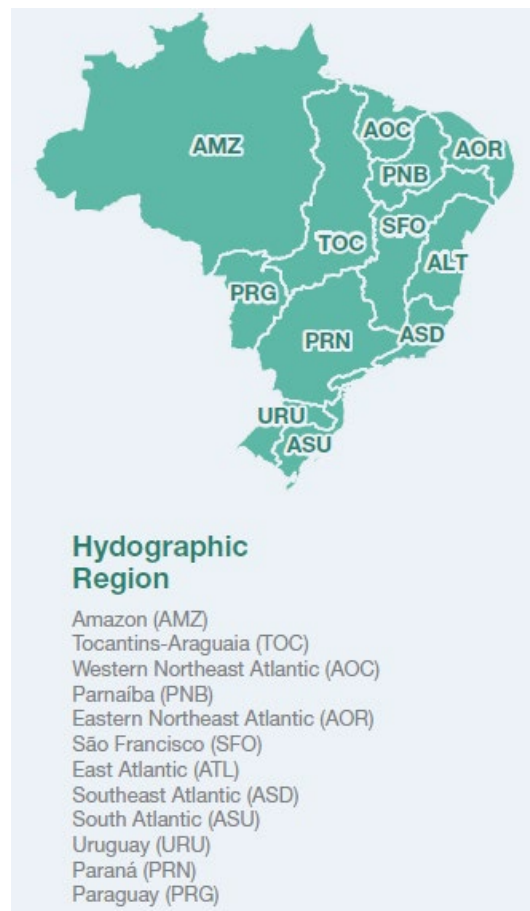 AMZ
AOC
AOR
PNB
SFO
TOC
ALT
PRG
ASD
PRN
URU
ASU
Hydographic
Region
Amazon (AMZ)
Tocantins-Araguaia (TOC)
Western Northeast Atlantic (AOC)
Parnaíba (PNB)
Eastern Northeast Atlantic (AOR)
São Francisco (SFO)
East Atlantic (ATL)
Southeast Atlantic (ASD)
South Atlantic (ASU)
Uruguay (URU)
Paraná (PRN)
Paraguay (PRG)